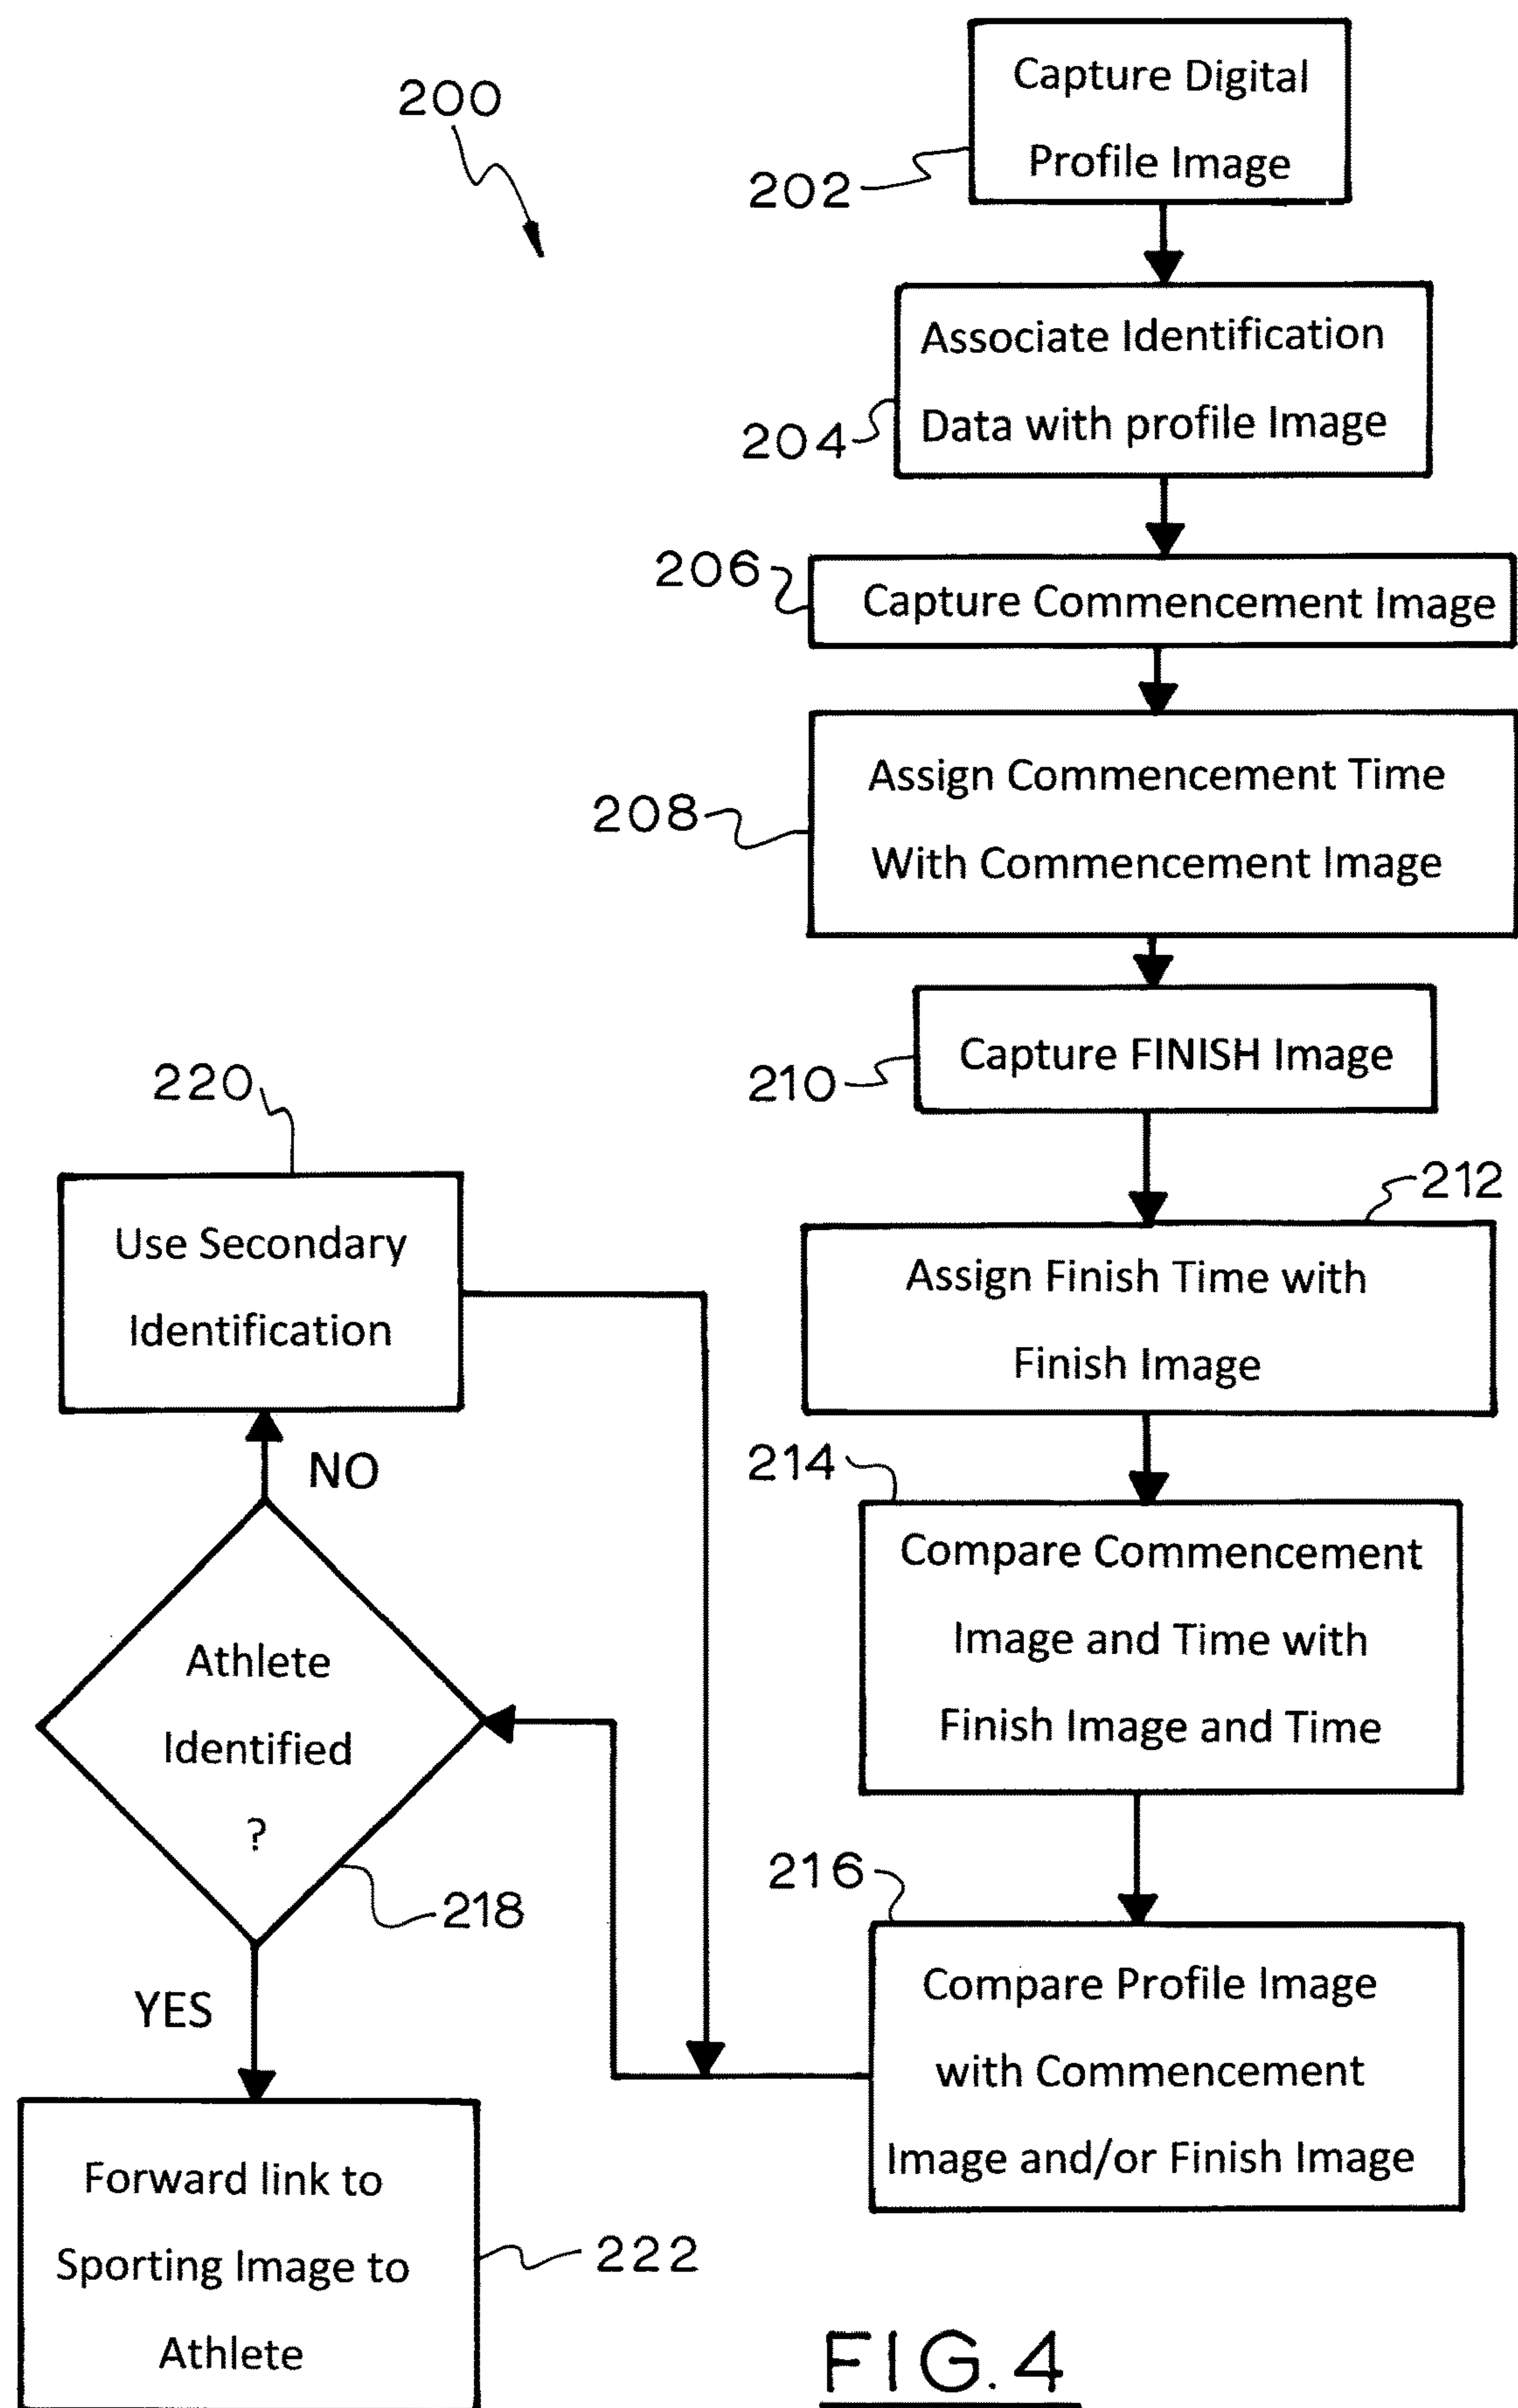 200
Capture Digital
Profile Image
202
Associate Identification
Data with profile Image
204
206
Capture Commencement Image
Assign Commencement Time
With Commencement Image
208
Capture FINISH Image
210
212
Assign Finish Time with
Finish Image
214
Compare Commencement
Image and Time with
Finish Image and Time
216
Compare Profile Image
with Commencement
Image and/or Finish Image
220
Use Secondary
Identification
NO
Athlete
Identified
?
218
YES
Forward link to
Sporting Image to
Athlete
222
FIG.4